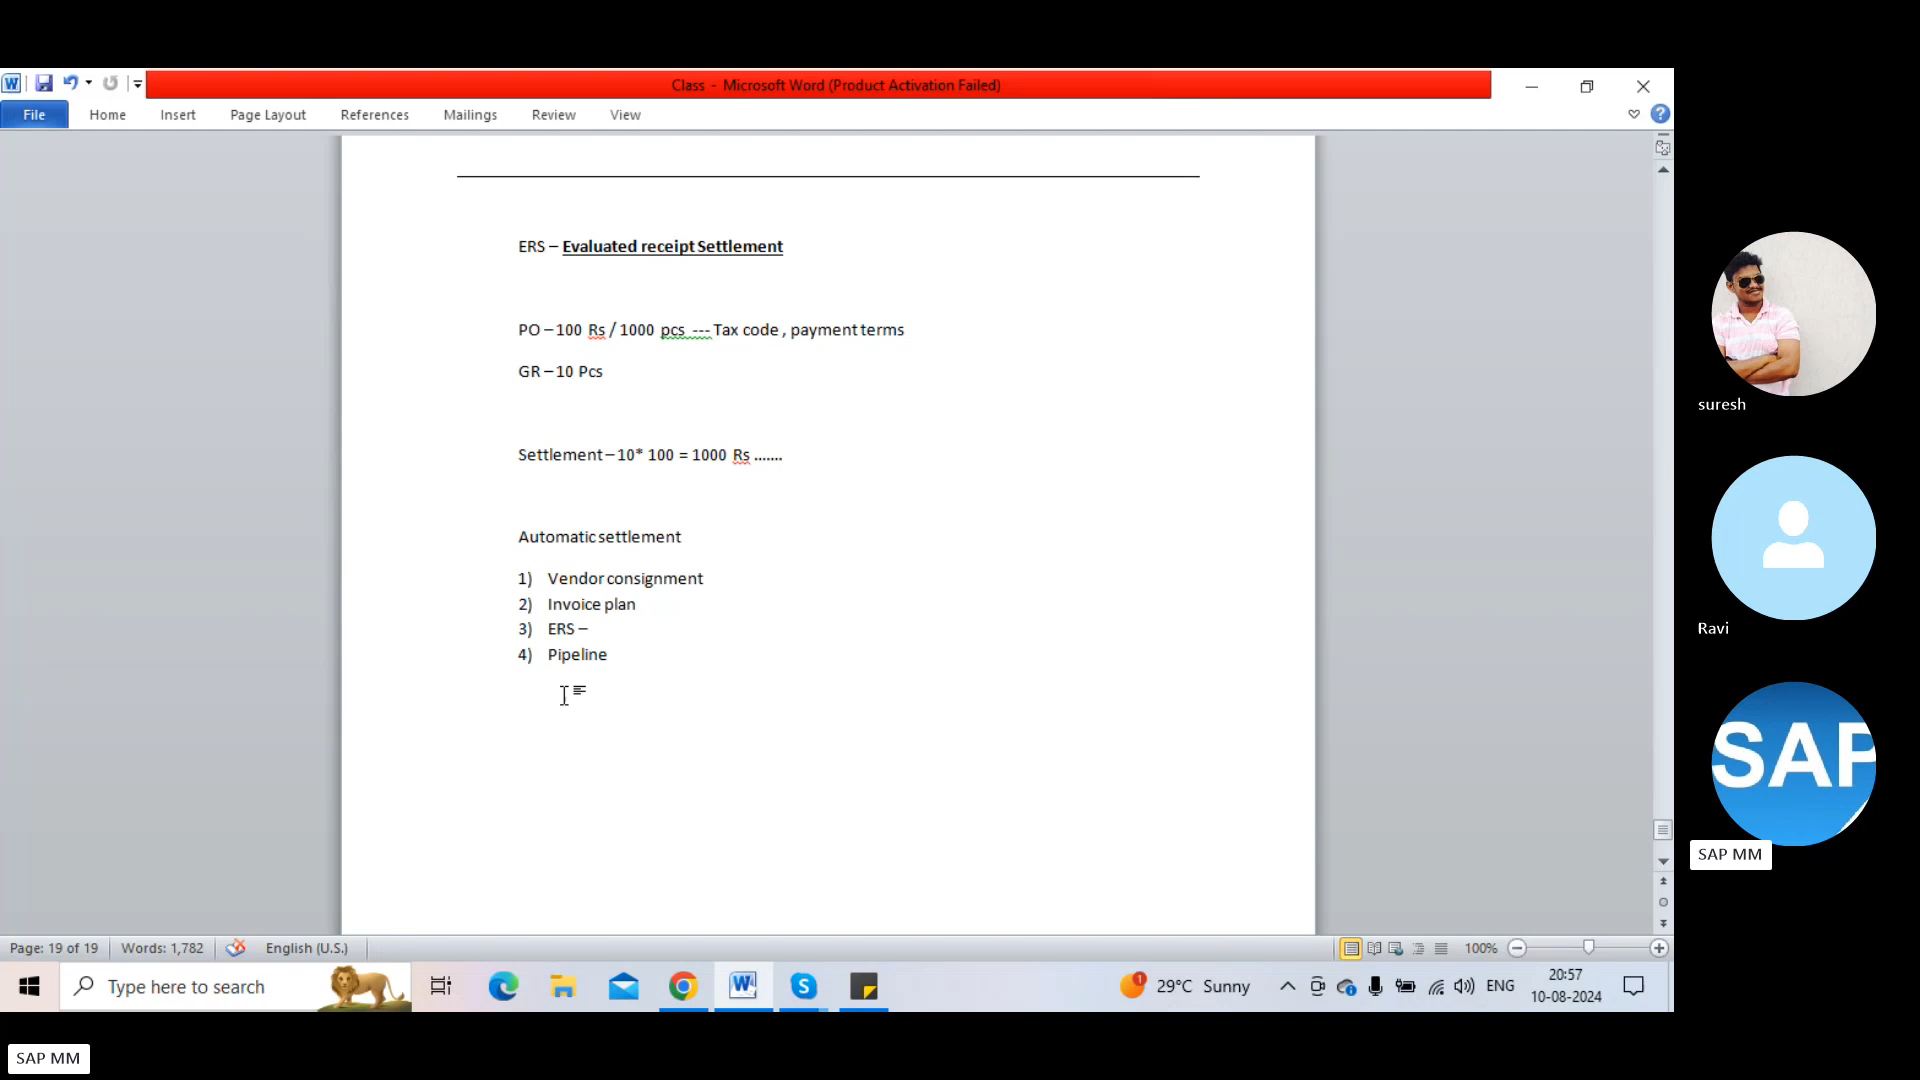 Class - Microsoft Word (Product Activation Failed)
File Home Insert Page Layout References Mailings Review View
ERS – Evaluated receipt Settlement
PO – 100 Rs / 1000 pcs --- Tax code , payment terms
GR – 10 Pcs
Settlement – 10* 100 = 1000 Rs .......
Automatic settlement
1) Vendor consignment
2) Invoice plan
3) ERS –
4) Pipeline
suresh
Ravi
SAP
SAP MM
Page: 19 of 19 Words: 1,782 English (U.S.) 100%
Type here to search
1 29°C Sunny ENG 20:57
10-08-2024
SAP MM